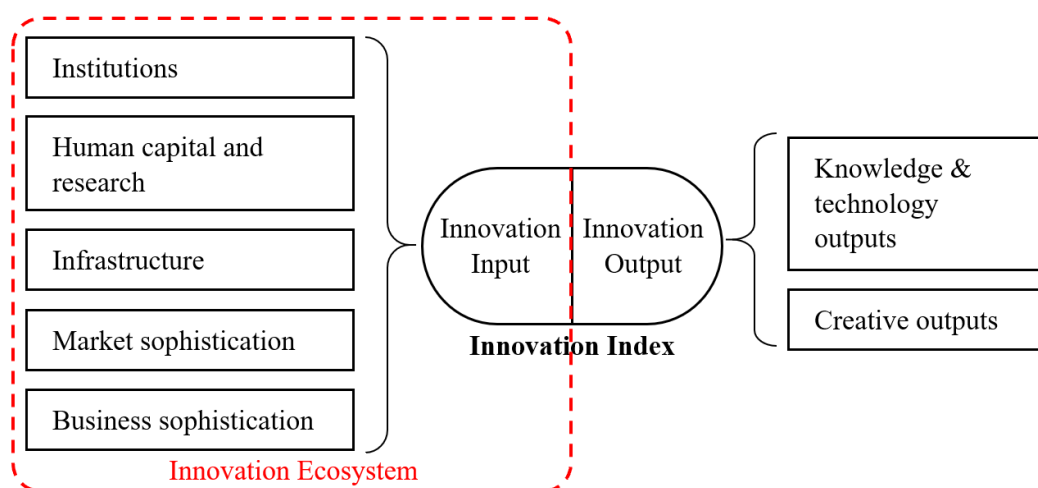 Institutions
Human capital and
research
Infrastructure
Market sophistication
Business sophistication
Innovation Ecosystem
Innovation
Input
Innovation
Output
Innovation Index
Knowledge &
technology
outputs
Creative outputs